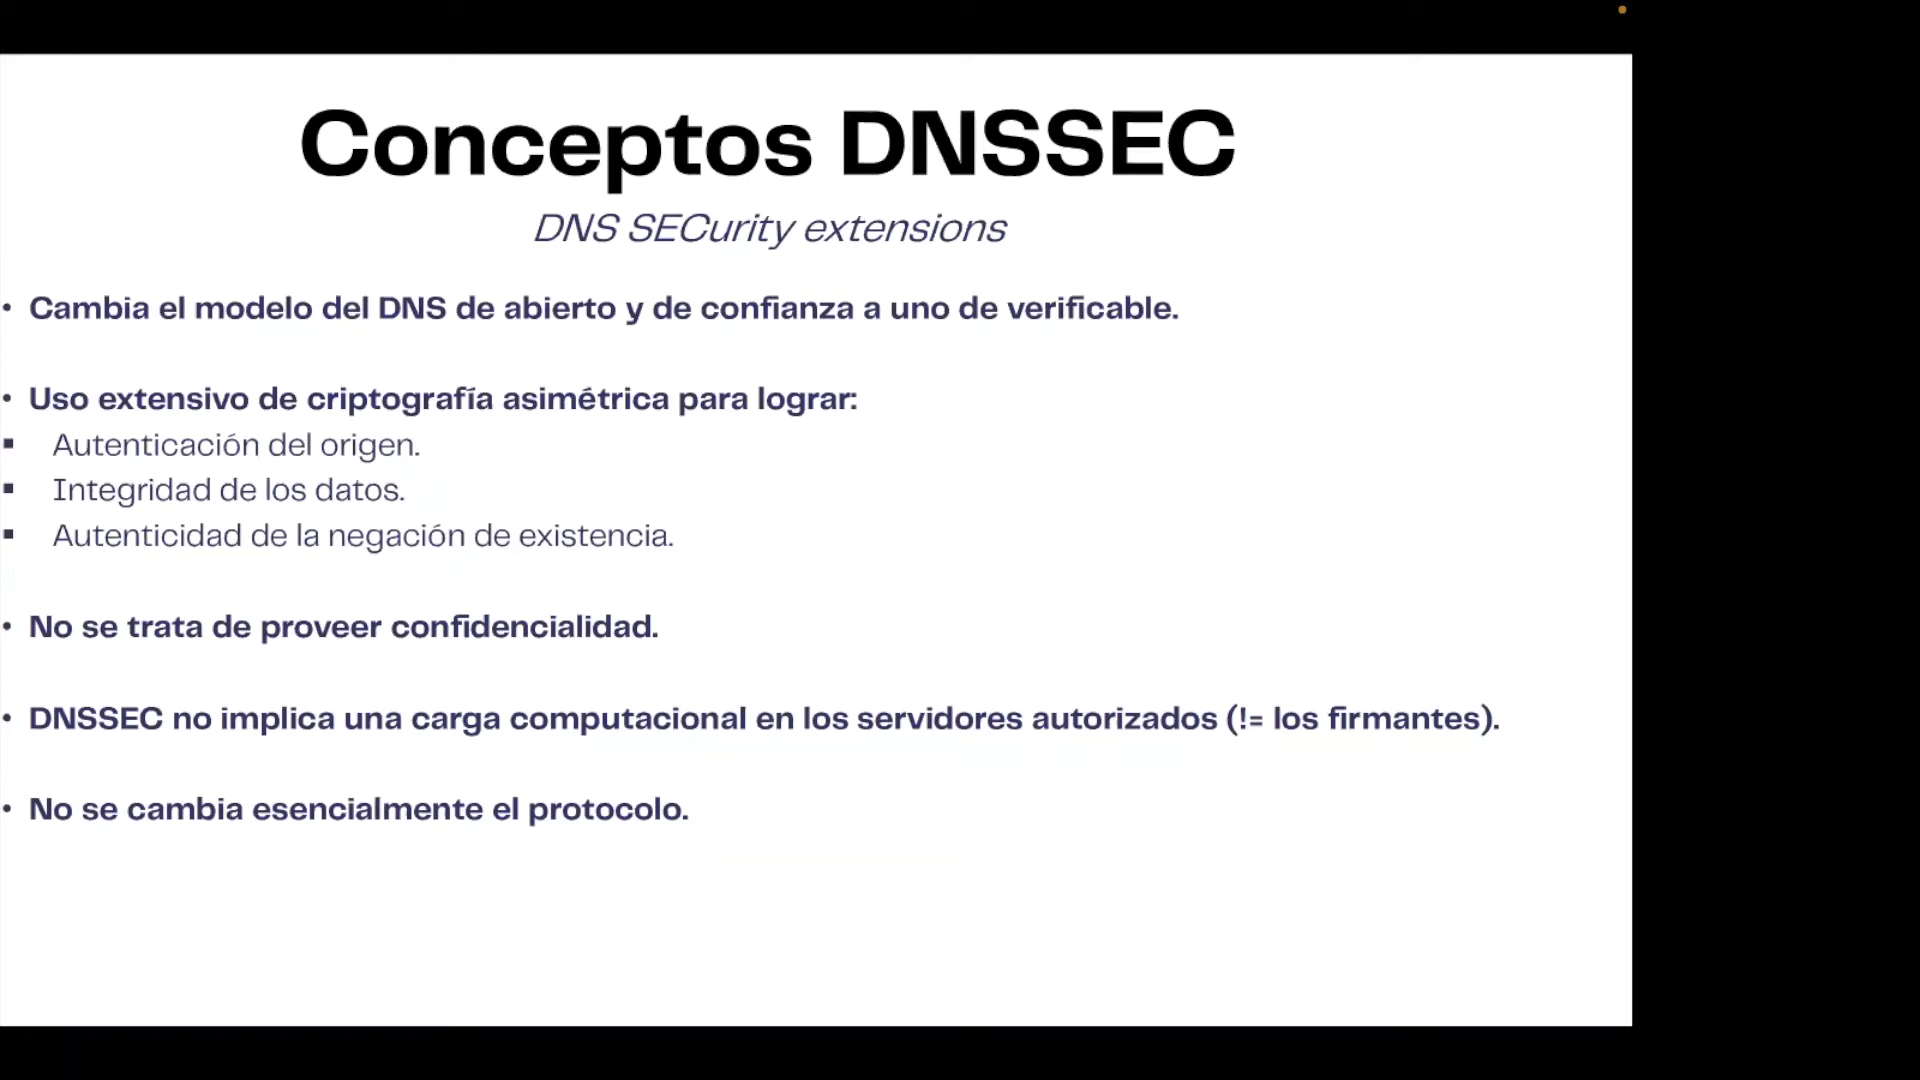 Conceptos DNSSEC
DNS SECurity extensions
• Cambia el modelo del DNS de abierto y de confianza a uno de verificable.
• Uso extensivo de criptografía asimétrica para lograr:
▪ Autenticación del origen.
▪ Integridad de los datos.
▪ Autenticidad de la negación de existencia.
• No se trata de proveer confidencialidad.
• DNSSEC no implica una carga computacional en los servidores autorizados (!= los firmantes).
• No se cambia esencialmente el protocolo.